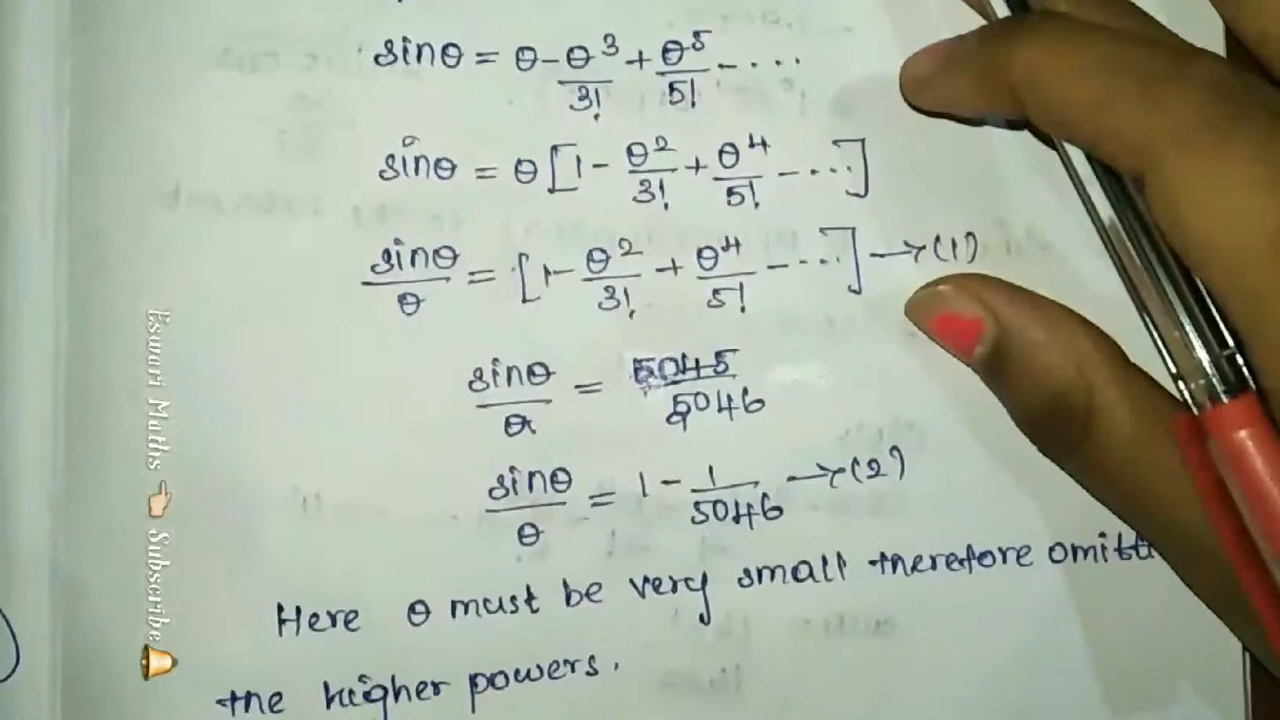 sinθ = θ - θ³/3! + θ⁵/5! - ....
sinθ = θ [1 - θ²/3! + θ⁴/5! - ...]
sinθ/θ = [1 - θ²/3! + θ⁴/5! - ...] → (1)
sinθ/θ = 5045/5046
sinθ/θ = 1 - 1/5046 → (2)
Here θ must be very small therefore
the higher powers.
Eswari Maths 👈 Subscribe 🔔